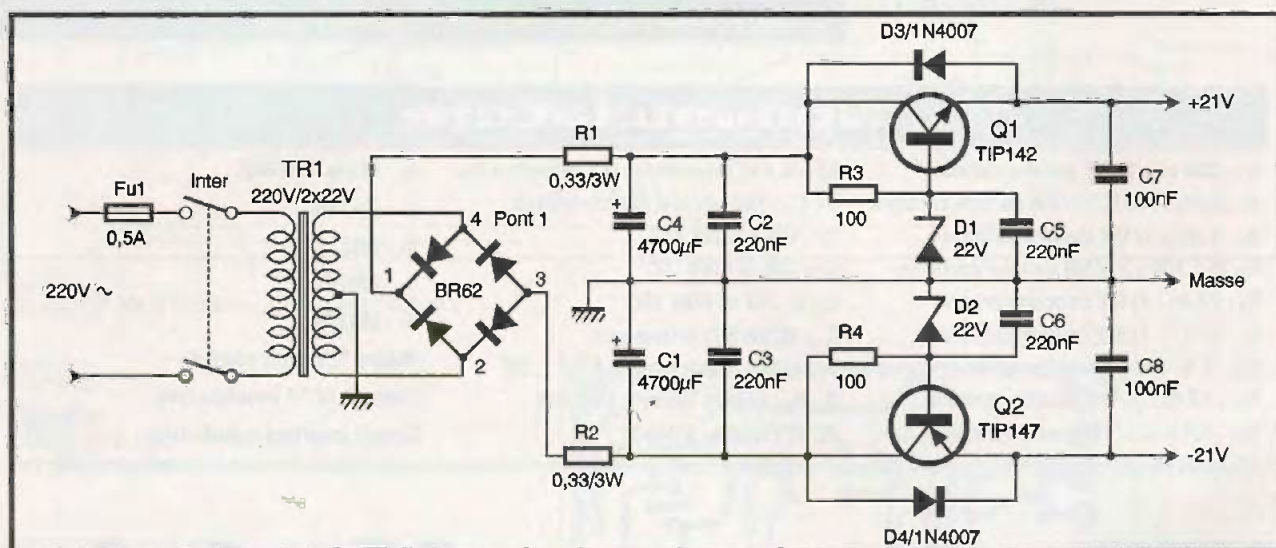 D3/1N4007
+21V
Q1
TIP142
R1
0,33/3W
TR1
220V/2x22V
Fu1
0,5A
Inter
4
Pont 1
1
BR62
3
2
220V ~
+
C4
4700µF
C2
220nF
R3
100
D1
22V
C5
220nF
C7
100nF
Masse
D2
22V
+
C1
4700µF
C3
220nF
R4
100
C6
220nF
C8
100nF
Q2
TIP147
R2
0,33/3W
-21V
D4/1N4007